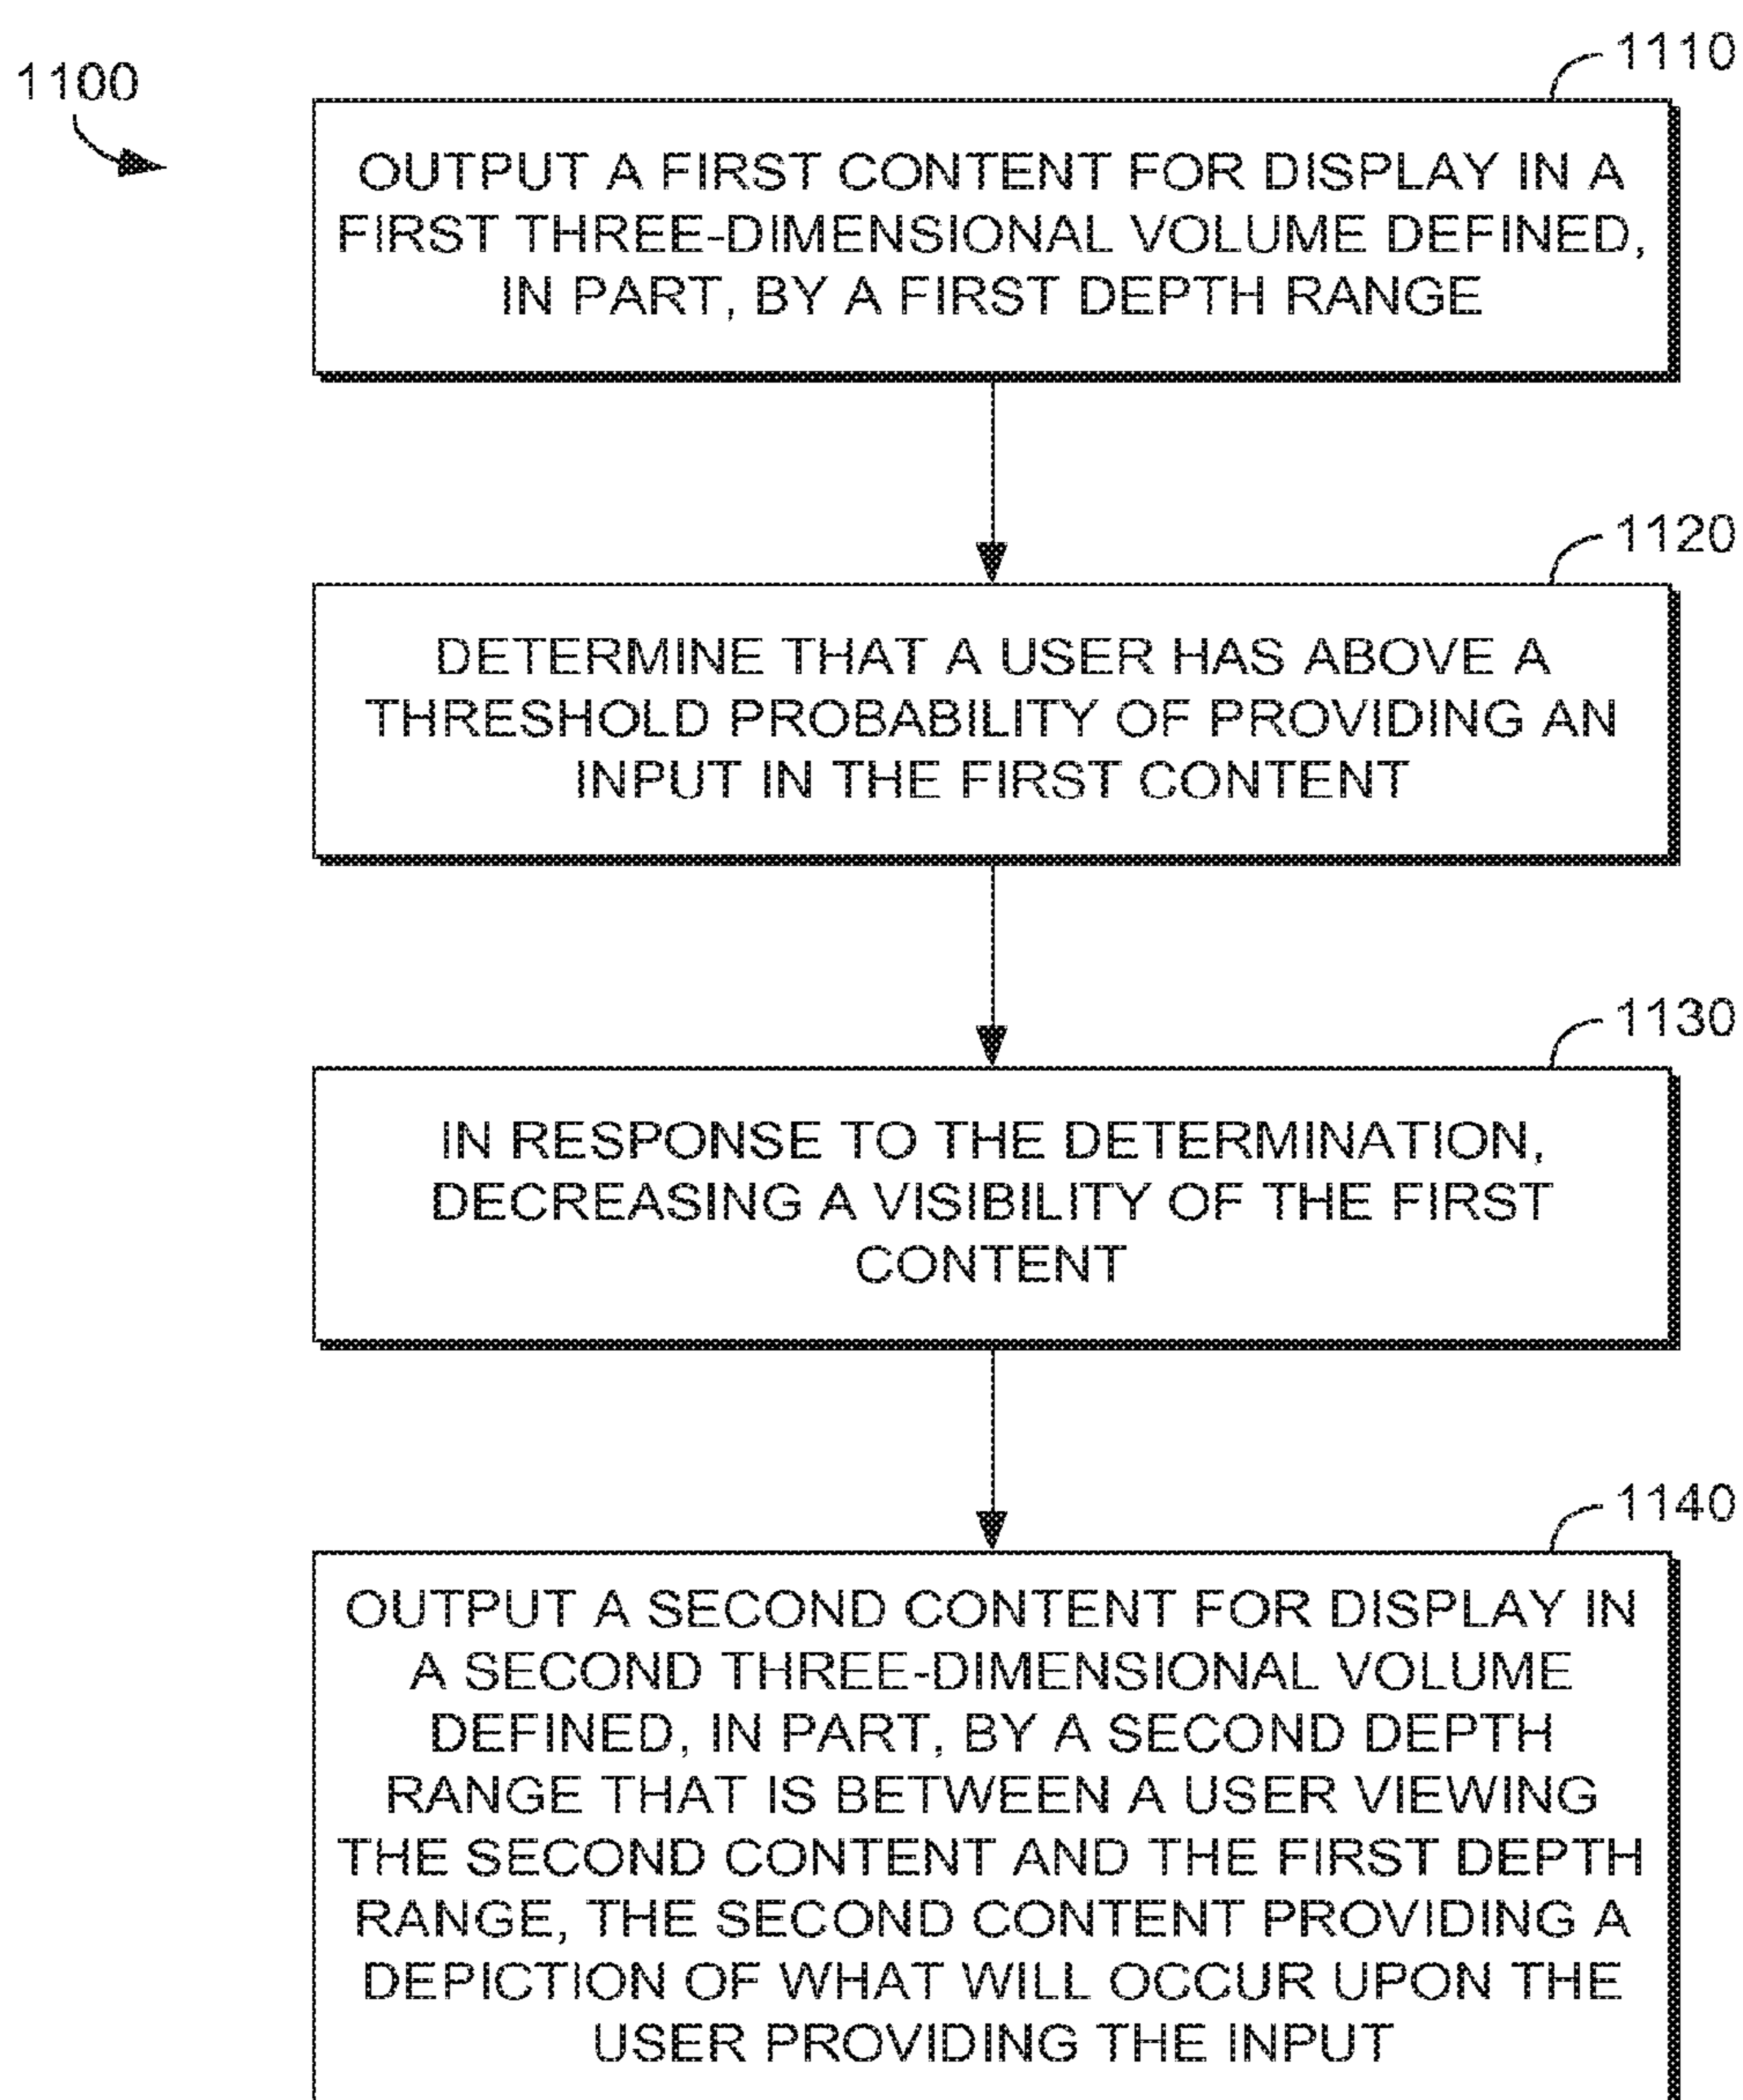 1100
1110
OUTPUT A FIRST CONTENT FOR DISPLAY IN A
FIRST THREE-DIMENSIONAL VOLUME DEFINED,
IN PART, BY A FIRST DEPTH RANGE
1120
DETERMINE THAT A USER HAS ABOVE A
THRESHOLD PROBABILITY OF PROVIDING AN
INPUT IN THE FIRST CONTENT
1130
IN RESPONSE TO THE DETERMINATION,
DECREASING A VISIBILITY OF THE FIRST
CONTENT
1140
OUTPUT A SECOND CONTENT FOR DISPLAY IN
A SECOND THREE-DIMENSIONAL VOLUME
DEFINED, IN PART, BY A SECOND DEPTH
RANGE THAT IS BETWEEN A USER VIEWING
THE SECOND CONTENT AND THE FIRST DEPTH
RANGE, THE SECOND CONTENT PROVIDING A
DEPICTION OF WHAT WILL OCCUR UPON THE
USER PROVIDING THE INPUT